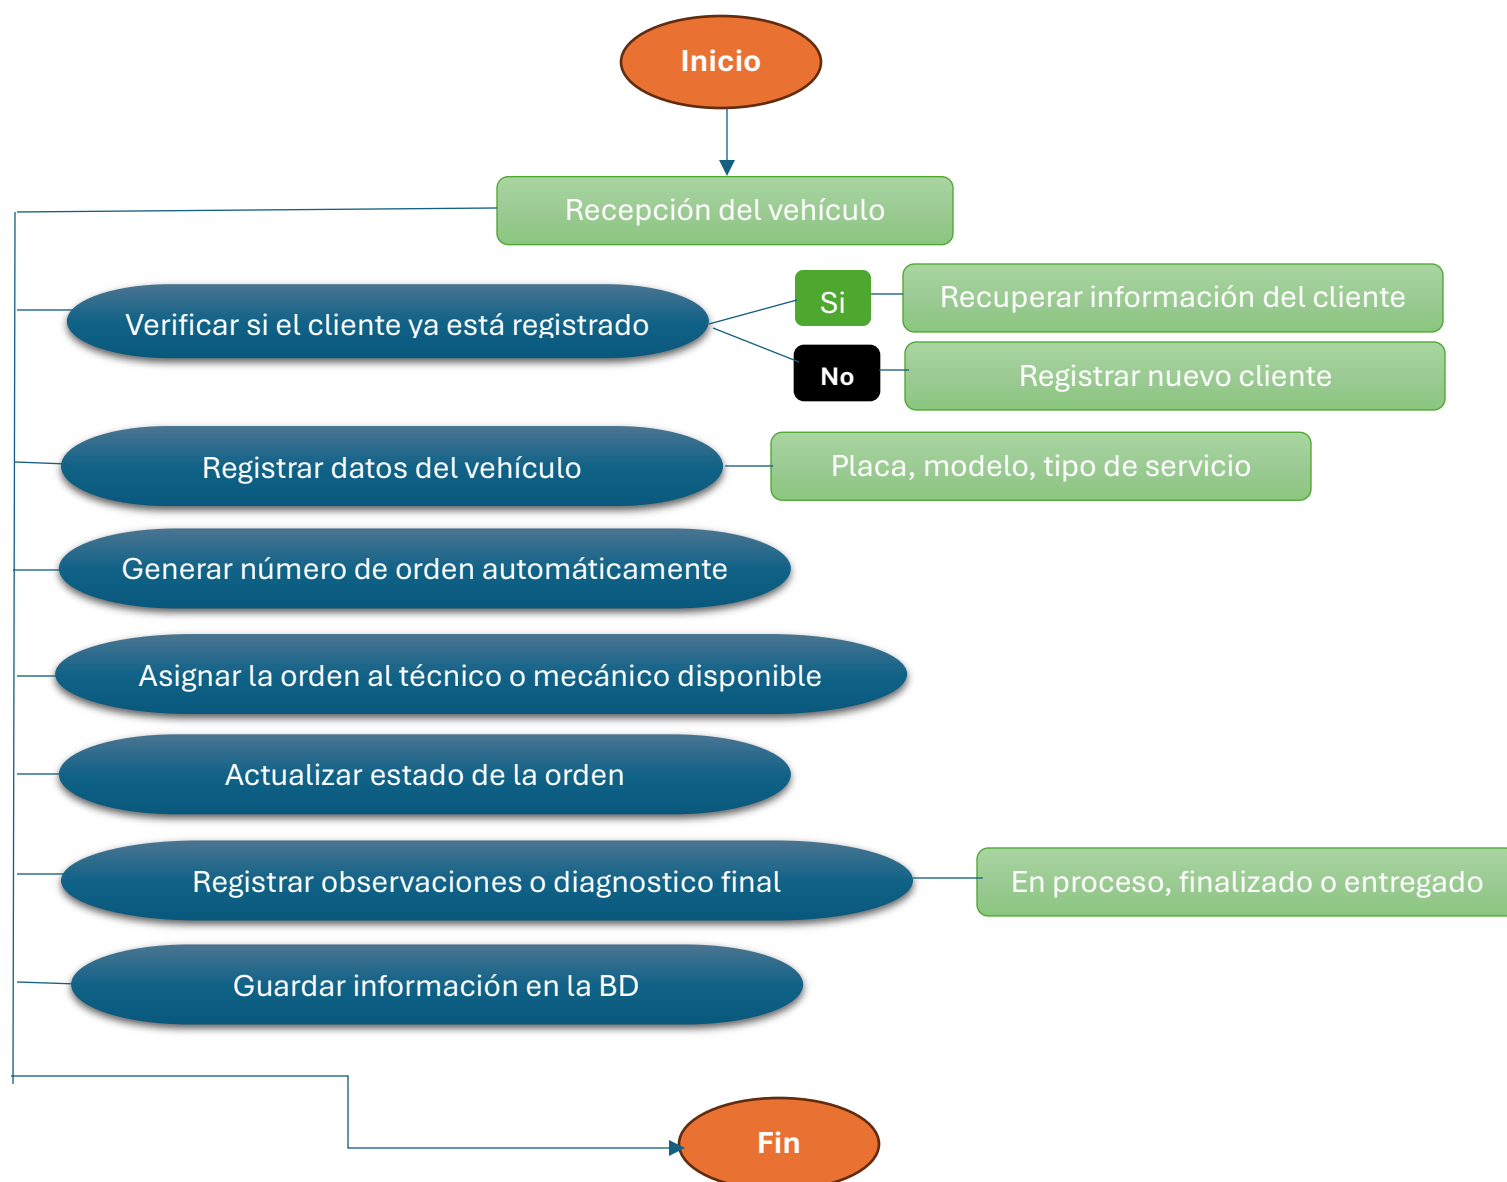 Inicio
Recepción del vehículo
Verificar si el cliente ya está registrado
Si
Recuperar información del cliente
No
Registrar nuevo cliente
Registrar datos del vehículo
Placa, modelo, tipo de servicio
Generar número de orden automáticamente
Asignar la orden al técnico o mecánico disponible
Actualizar estado de la orden
Registrar observaciones o diagnostico final
En proceso, finalizado o entregado
Guardar información en la BD
Fin